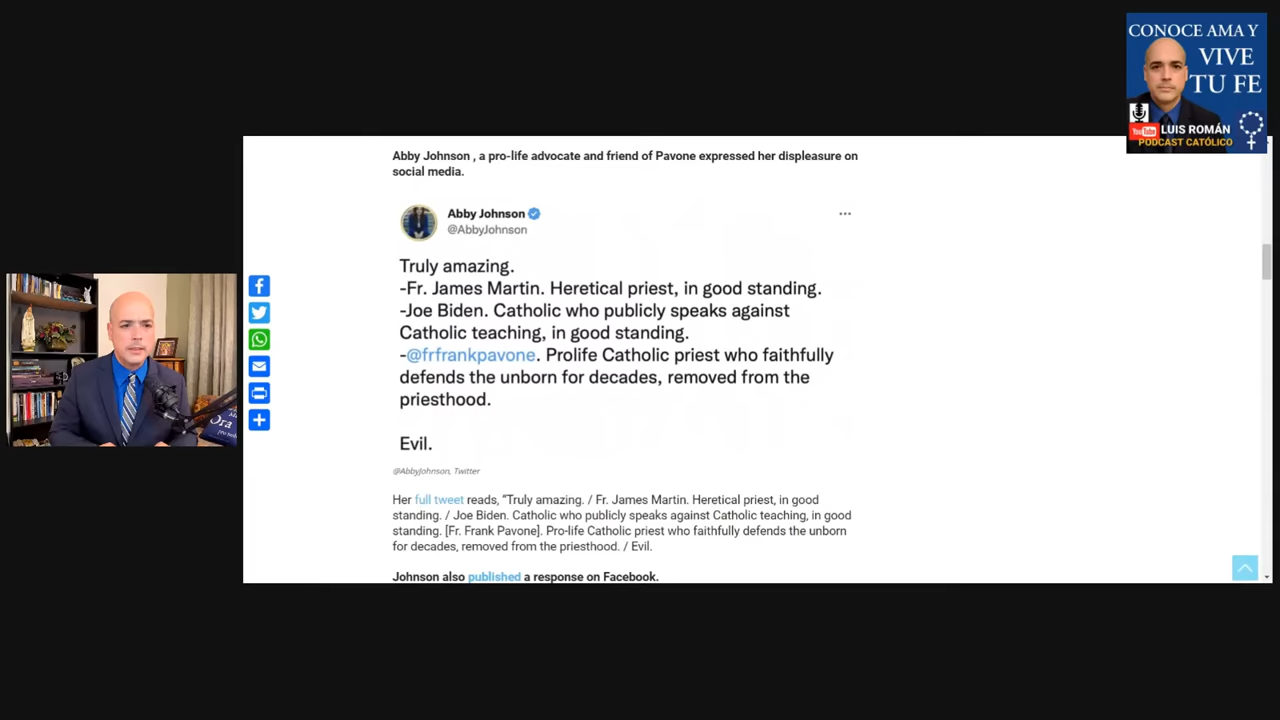 CONOCE AMA Y
VIVE
TU FE
YouTube
LUIS ROMÁN
PODCAST CATÓLICO
Abby Johnson , a pro-life advocate and friend of Pavone expressed her displeasure on
social media.
Abby Johnson
@AbbyJohnson
Truly amazing.
-Fr. James Martin. Heretical priest, in good standing.
-Joe Biden. Catholic who publicly speaks against
Catholic teaching, in good standing.
-@frfrankpavone. Prolife Catholic priest who faithfully
defends the unborn for decades, removed from the
priesthood.
Evil.
@AbbyJohnson, Twitter
Her full tweet reads, “Truly amazing. / Fr. James Martin. Heretical priest, in good
standing. / Joe Biden. Catholic who publicly speaks against Catholic teaching, in good
standing. [Fr. Frank Pavone]. Pro-life Catholic priest who faithfully defends the unborn
for decades, removed from the priesthood. / Evil.
Johnson also published a response on Facebook.
Ora